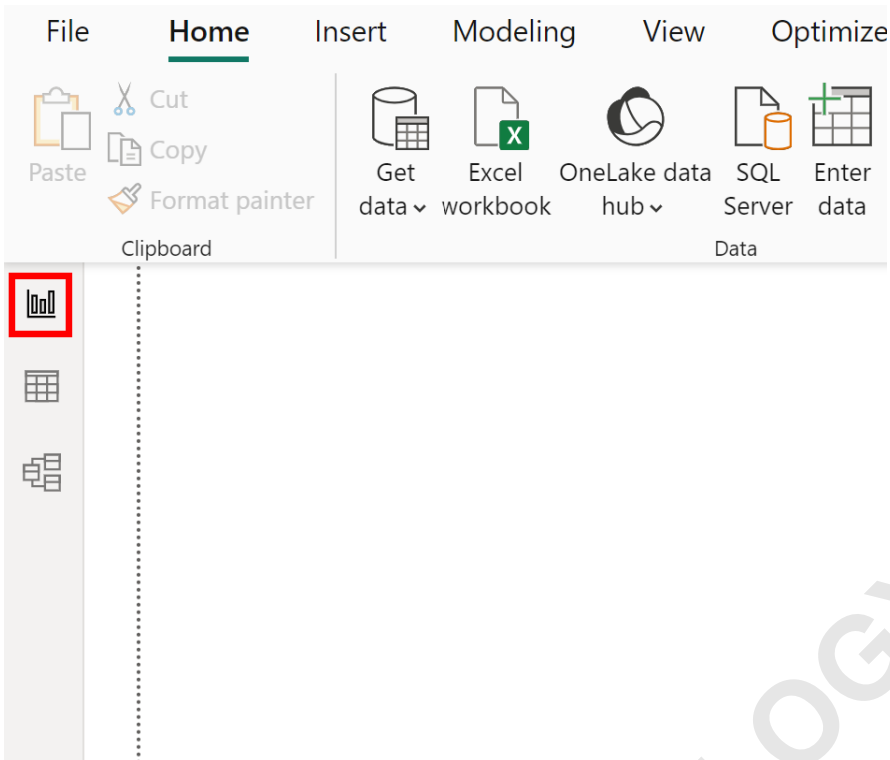 File Home Insert Modeling View Optimize
Cut
Copy
Paste
Format painter
Get data
Excel workbook
OneLake data hub
SQL Server
Enter data
Clipboard
Data